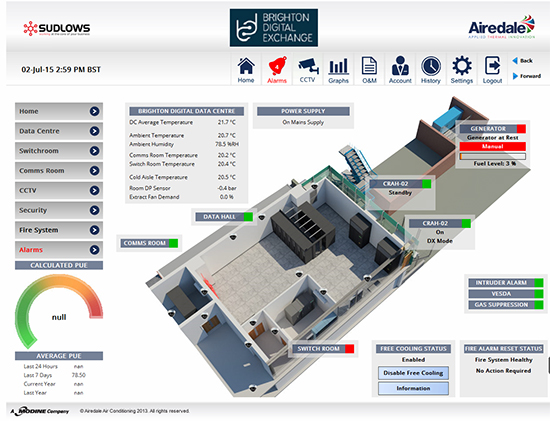 SUDLOWS
BRIGHTON
DIGITAL
EXCHANGE
Airedale
APPLIED THERMAL INNOVATION
02-Jul-15 2:59 PM BST
4
Home
Alarms
CCTV
Graphs
O&M
Account
History
Settings
Logout
Back
Forward
Home
Data Centre
Switchroom
Comms Room
CCTV
Security
Fire System
Alarms
CALCULATED PUE
null
AVERAGE PUE
Last 24 Hours nan
Last 7 Days 78.50
Current Year nan
Last Year nan
BRIGHTON DIGITAL DATA CENTRE
DC Average Temperature 21.7 °C
Ambient Temperature 20.7 °C
Ambient Humidity 78.5 %RH
Comms Room Temperature 20.2 °C
Switch Room Temperature 20.4 °C
Cold Aisle Temperature 20.5 °C
Room DP Sensor -0.4 bar
Extract Fan Demand 0.0 %
POWER SUPPLY
On Mains Supply
GENERATOR
Generator at Rest
Manual
Fuel Level: 3 %
CRAH-02
Standby
DATA HALL
CRAH-02
On
DX Mode
COMMS ROOM
INTRUDER ALARM
VESDA
GAS SUPPRESSION
SWITCH ROOM
FREE COOLING STATUS
Enabled
Disable Free Cooling
Information
FIRE ALARM RESET STATUS
Fire System Healthy
No Action Required
A MODINE Company
© Airedale Air Conditioning 2013. All rights reserved.